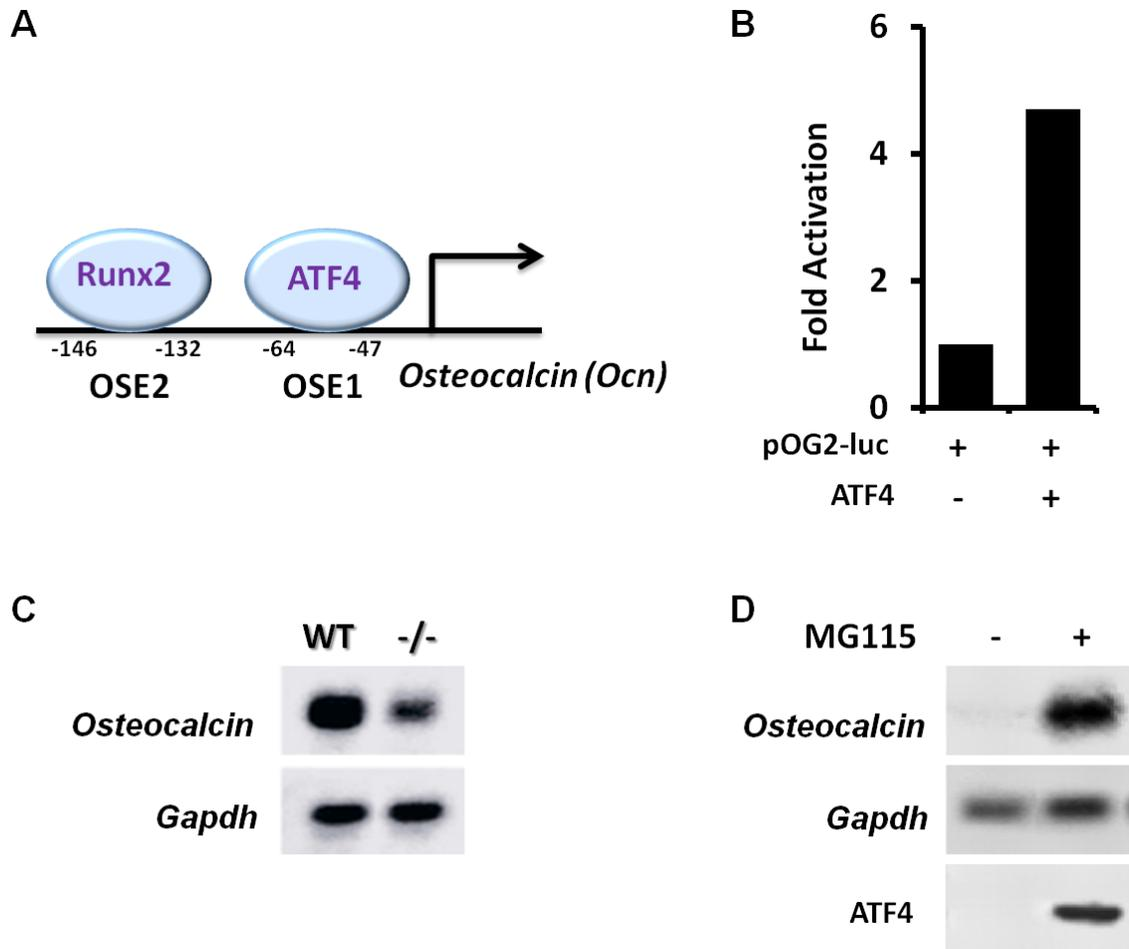 A
Runx2
ATF4
-146 -132 -64 -47
OSE2 OSE1 Osteocalcin (Ocn)
B
6
4
2
0
Fold Activation
pOG2-luc + +
ATF4 - +
C
WT -/-
Osteocalcin
Gapdh
D
MG115 - +
Osteocalcin
Gapdh
ATF4